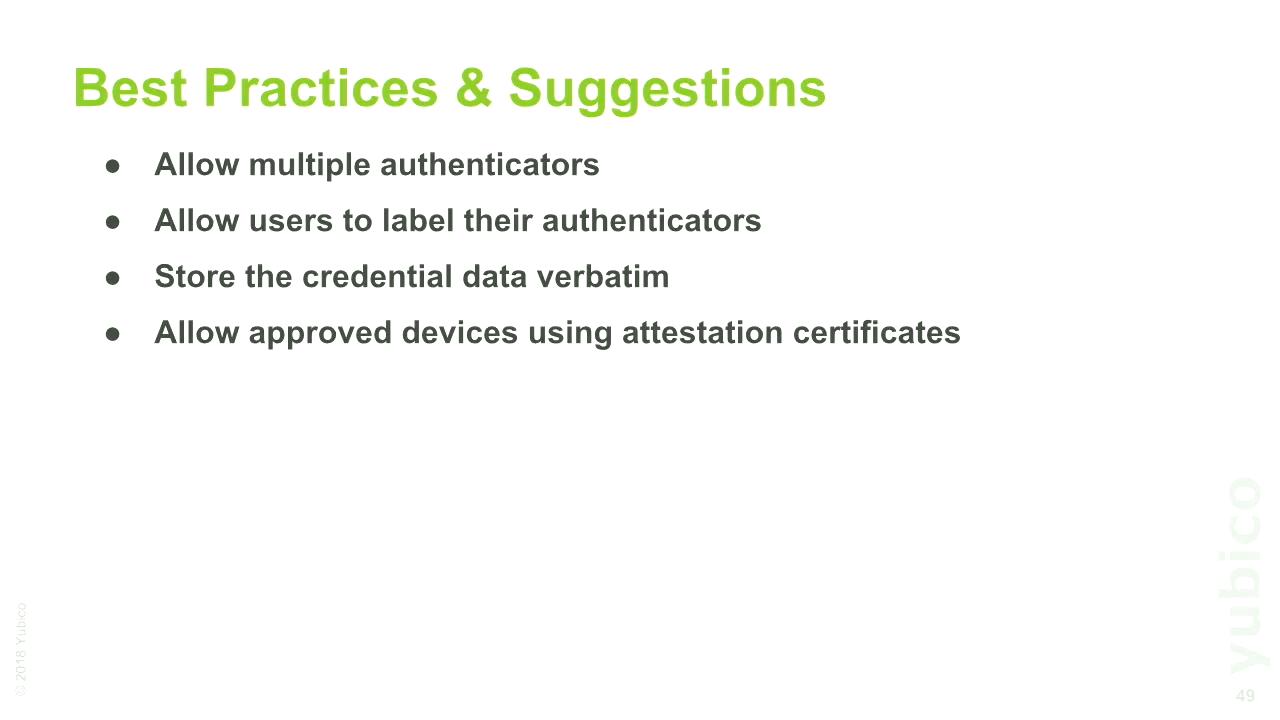 Best Practices & Suggestions
● Allow multiple authenticators
● Allow users to label their authenticators
● Store the credential data verbatim
● Allow approved devices using attestation certificates
© 2018 Yubico
yubico
49